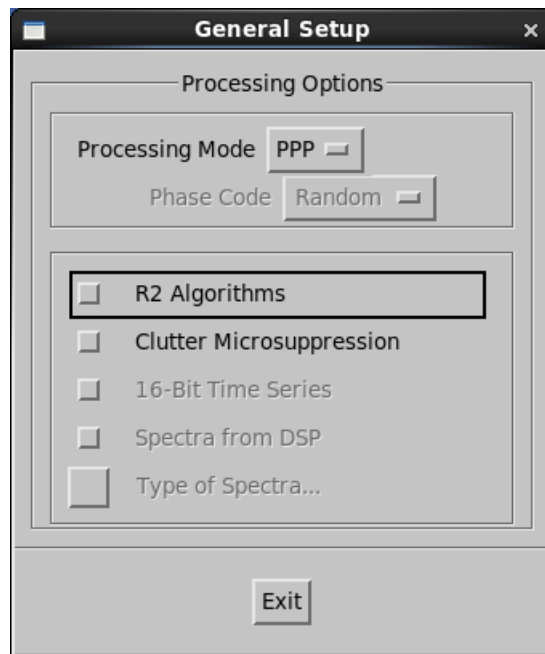 General Setup
Processing Options
Processing Mode PPP
Phase Code Random
R2 Algorithms
Clutter Microsuppression
16-Bit Time Series
Spectra from DSP
Type of Spectra...
Exit